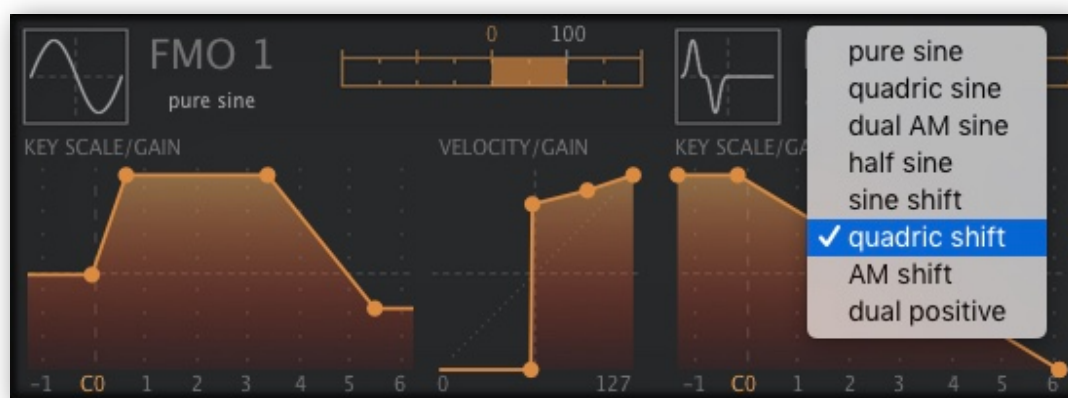 0 100
FMO 1
pure sine
KEY SCALE/GAIN
-1 C0 1 2 3 4 5 6
VELOCITY/GAIN
0 127
KEY SCALE/GA
-1 C0 1 2 3 4 5 6
pure sine
quadric sine
dual AM sine
half sine
sine shift
✓ quadric shift
AM shift
dual positive